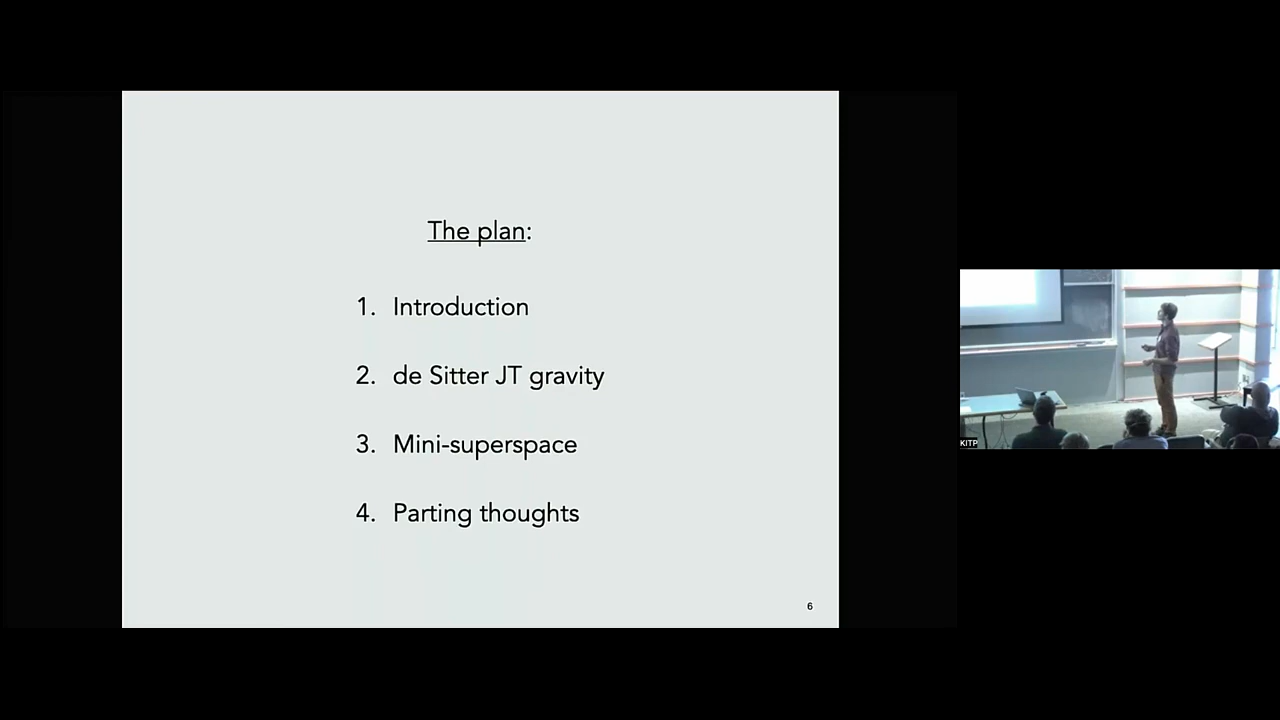 The plan:
1. Introduction
2. de Sitter JT gravity
3. Mini-superspace
4. Parting thoughts
6
KITP